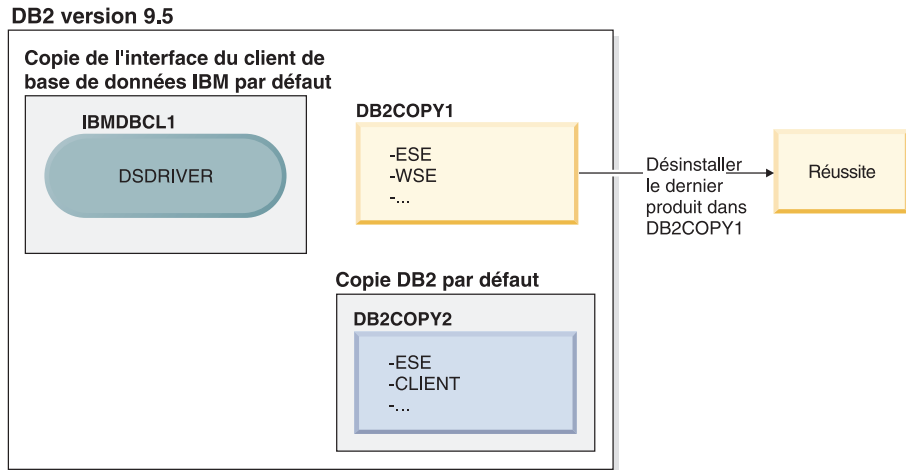 DB2 version 9.5
Copie de l'interface du client de
base de données IBM par défaut
IBMDBCL1
DSDRIVER
DB2COPY1
-ESE
-WSE
-...
Désinstaller
le dernier
produit dans
DB2COPY1
Réussite
Copie DB2 par défaut
DB2COPY2
-ESE
-CLIENT
-...